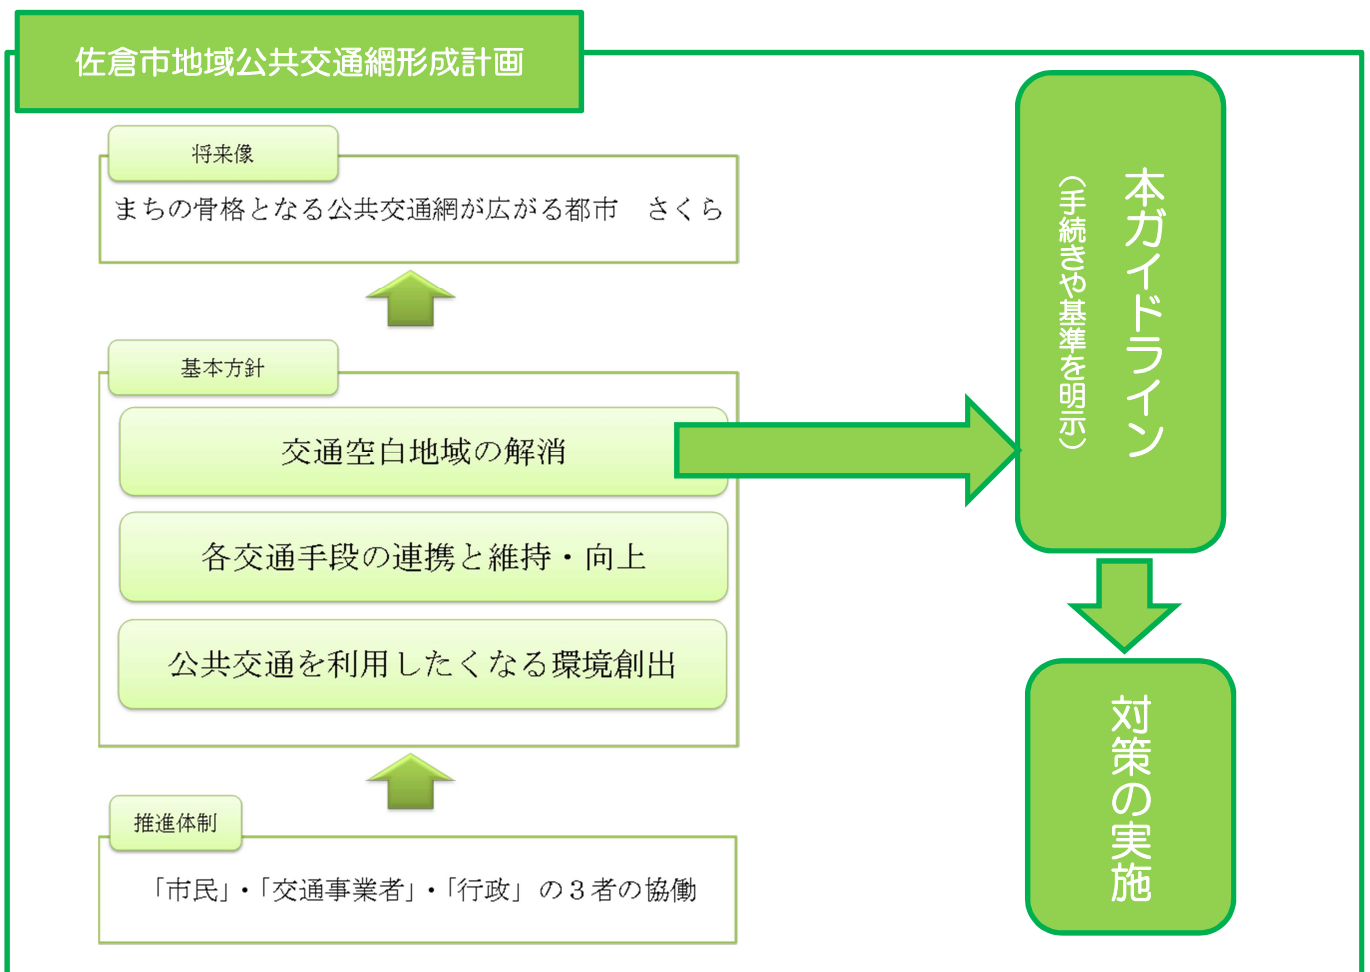 佐倉市地域公共交通網形成計画
将来像
まちの骨格となる公共交通網が広がる都市　さくら
基本方針
交通空白地域の解消
各交通手段の連携と維持・向上
公共交通を利用したくなる環境創出
推進体制
「市民」・「交通事業者」・「行政」の３者の協働
本ガイドライン
（手続きや基準を明示）
対策の実施